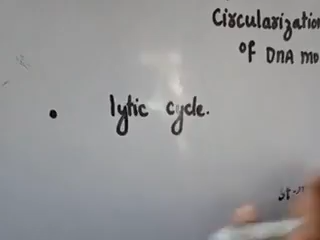 Circularization
of DNA mo
• lytic cycle.